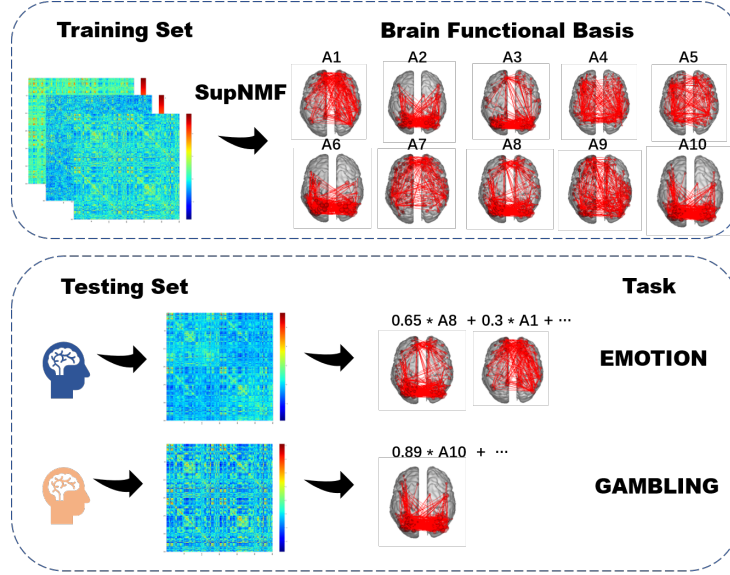 Training Set
Brain Functional Basis
SupNMF
A1 A2 A3 A4 A5
A6 A7 A8 A9 A10
Testing Set
Task
0.65 * A8 + 0.3 * A1 + ···
EMOTION
0.89 * A10 + ···
GAMBLING